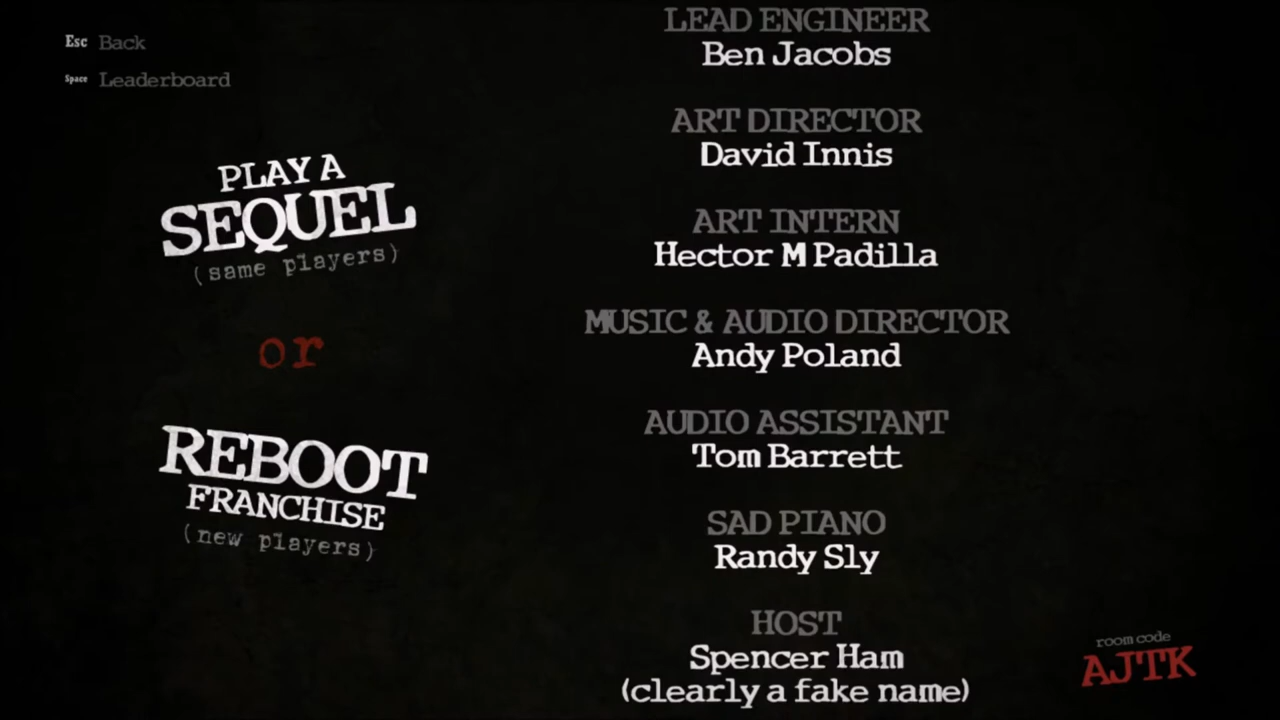 Esc Back
Space Leaderboard
PLAY A
SEQUEL
(same players)
or
REBOOT
FRANCHISE
(new players)
LEAD ENGINEER
Ben Jacobs
ART DIRECTOR
David Innis
ART INTERN
Hector M Padilla
MUSIC & AUDIO DIRECTOR
Andy Poland
AUDIO ASSISTANT
Tom Barrett
SAD PIANO
Randy Sly
HOST
Spencer Ham
(clearly a fake name)
room code
AJTK